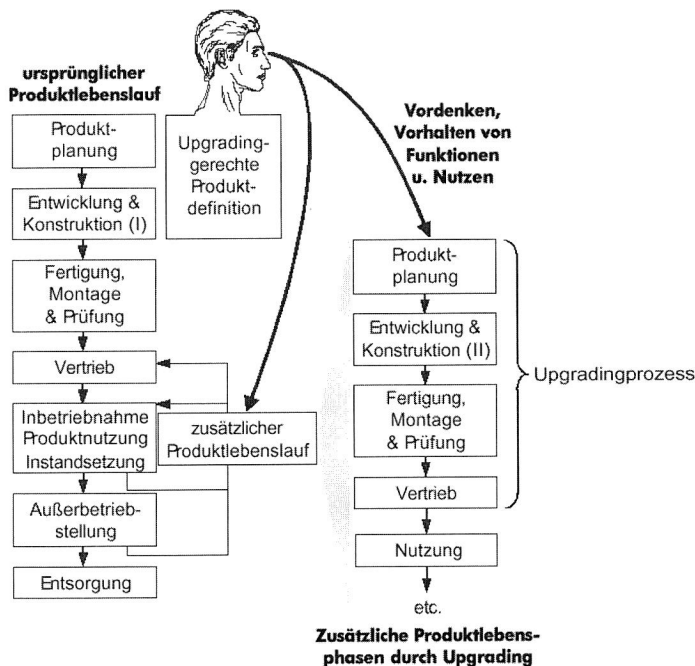 ursprünglicher
Produktlebenslauf
Produkt-
planung
Entwicklung &
Konstruktion (I)
Fertigung,
Montage
& Prüfung
Vertrieb
Inbetriebnahme
Produktnutzung
Instandsetzung
Außerbetrieb-
stellung
Entsorgung
Upgrading-
gerechte
Produkt-
definition
zusätzlicher
Produktlebenslauf
Vordenken,
Vorhalten von
Funktionen
u. Nutzen
Produkt-
planung
Entwicklung &
Konstruktion (II)
Fertigung,
Montage
& Prüfung
Vertrieb
Nutzung
etc.
Upgradingprozess
Zusätzliche Produktlebens-
phasen durch Upgrading